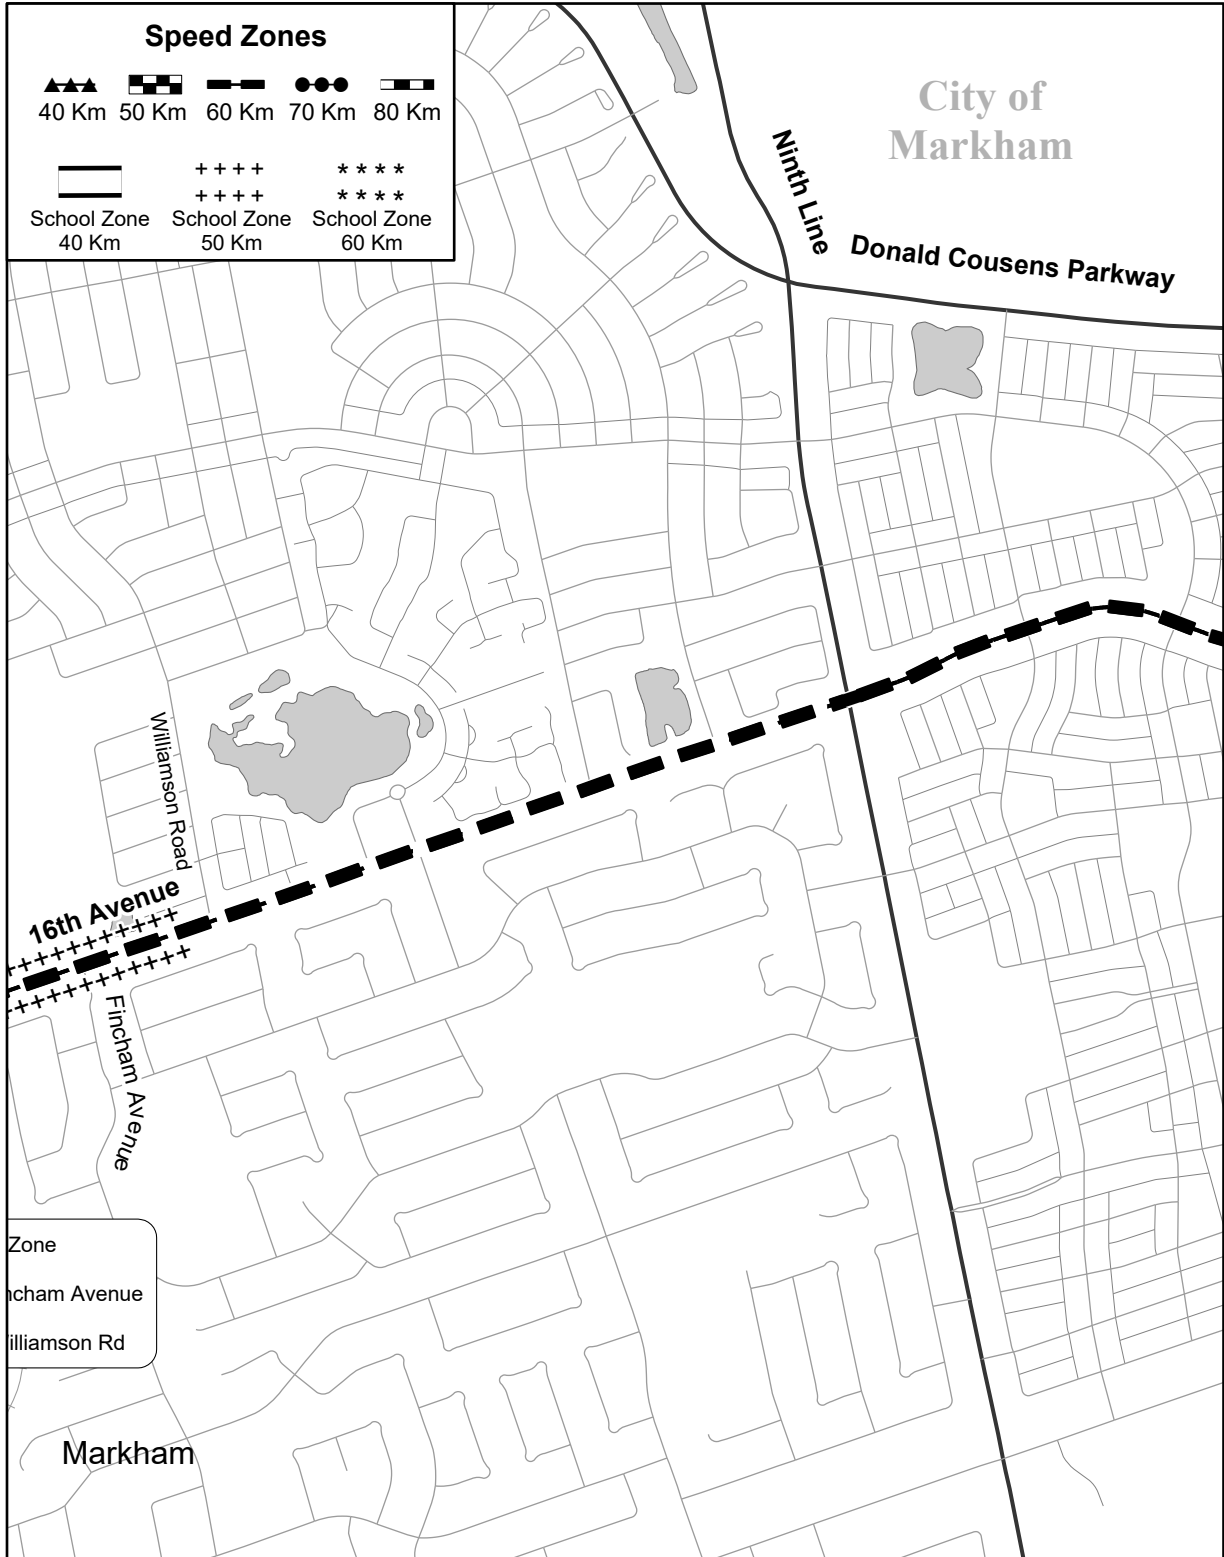 Speed Zones
40 Km 50 Km 60 Km 70 Km 80 Km
School Zone School Zone School Zone
40 Km 50 Km 60 Km
City of
Markham
Ninth Line
Donald Cousens Parkway
Williamson Road
16th Avenue
Fincham Avenue
Zone
ncham Avenue
illiamson Rd
Markham